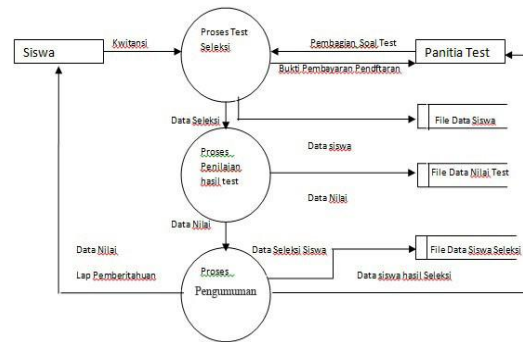 Siswa
Kwitansi
Proses Test
Seleksi
Pembagian Soal Test
Bukti Pembayaran Pendftaran
Panitia Test
Data Seleksi
File Data Siswa
Proses
Penilaian
hasil test
Data siswa
File Data Nilai Test
Data Nilai
Data Nilai
Data Nilai
Lap Pemberitahuan
Data Seleksi Siswa
File Data Siswa Seleksi
Proses
Pengumuman
Data siswa hasil Seleksi